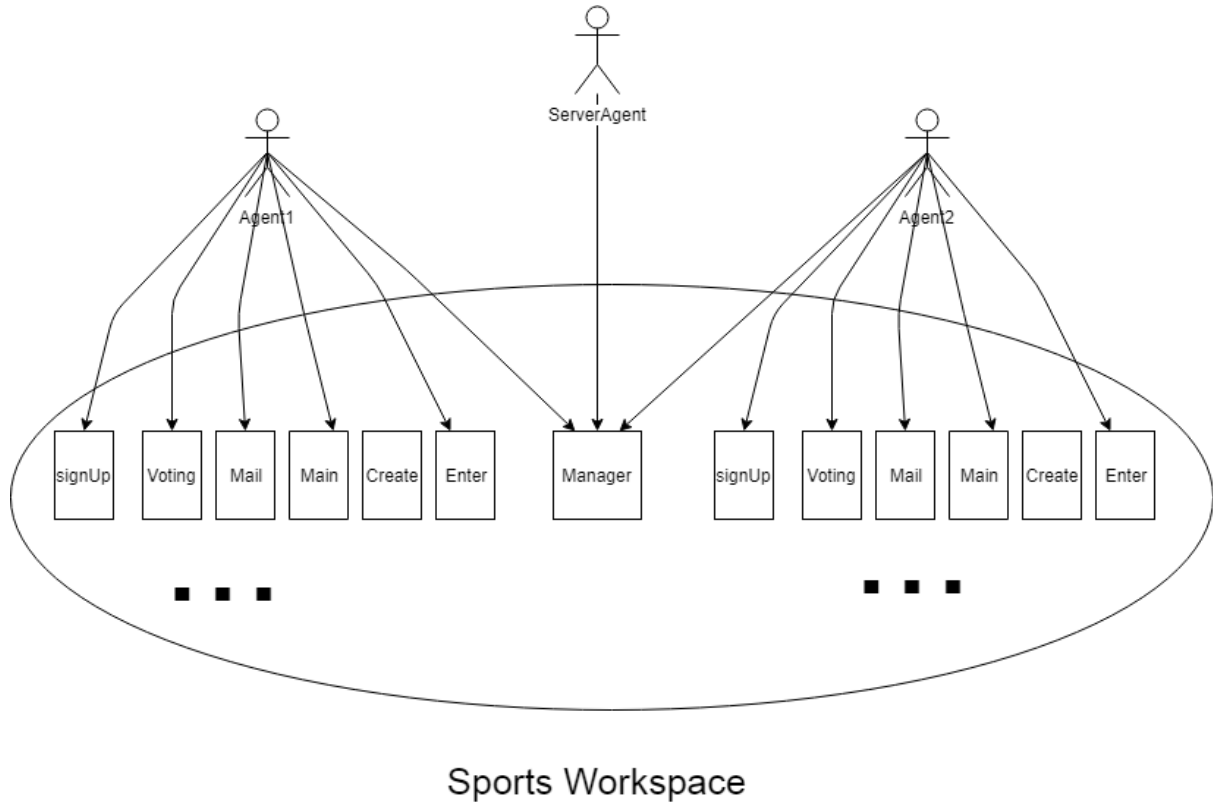 ServerAgent
Agent1
Agent2
signUp Voting Mail Main Create Enter Manager signUp Voting Mail Main Create Enter
Sports Workspace